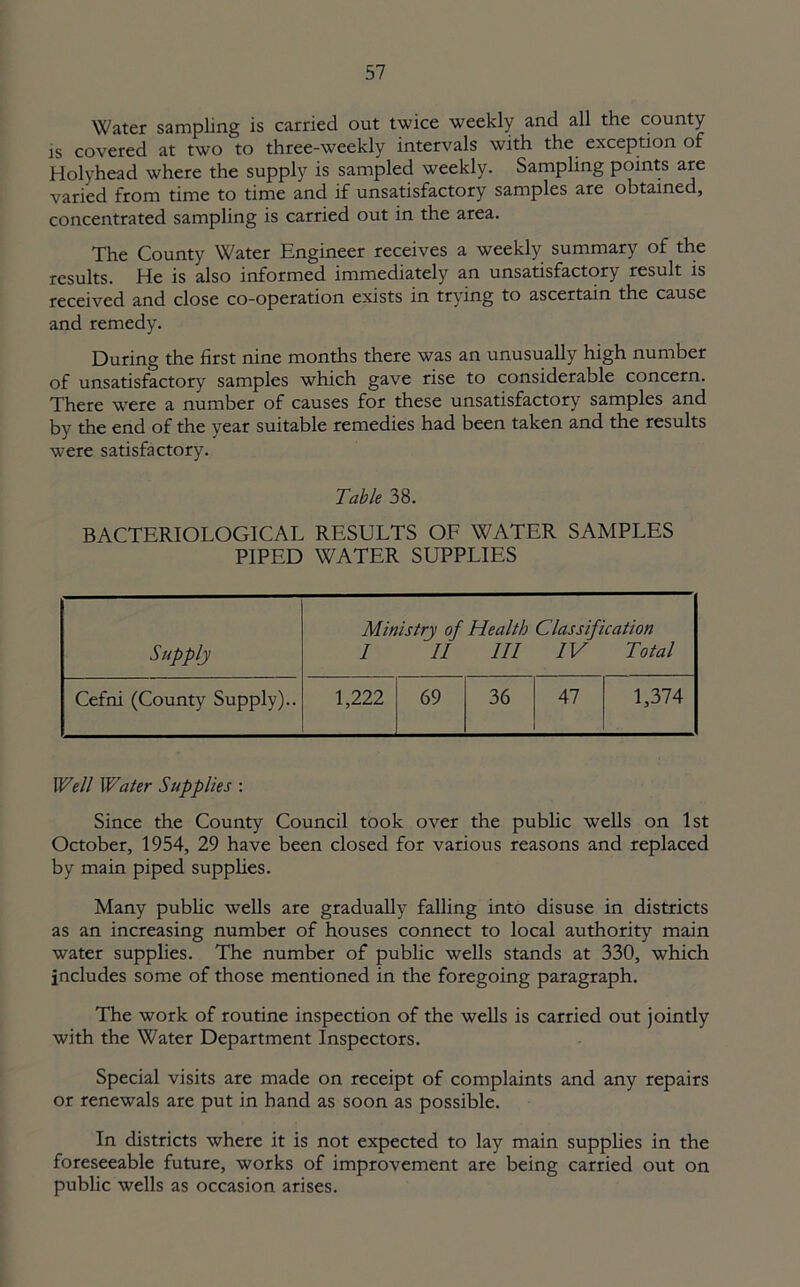 57
Water sampling is carried out twice weekly and all the county
is covered at two to three-weekly intervals with the exception of
Holyhead where the supply is sampled weekly. Sampling points are
varied from time to time and if unsatisfactory samples are obtained,
concentrated sampling is carried out in the area.
The County Water Engineer receives a weekly summary of the
results. He is also informed immediately an unsatisfactory result is
received and close co-operation exists in trying to ascertain the cause
and remedy.
During the first nine months there was an unusually high number
of unsatisfactory samples which gave rise to considerable concern.
There were a number of causes for these unsatisfactory samples and
by the end of the year suitable remedies had been taken and the results
were satisfactory.
Table 38.
BACTERIOLOGICAL RESULTS OF WATER SAMPLES
PIPED WATER SUPPLIES
Ministry of Health Classification
Supply I II III IV Total
Cefni (County Supply).. 1,222 69 36 47 1,374
Well Water Supplies :
Since the County Council took over the public wells on 1st
October, 1954, 29 have been closed for various reasons and replaced
by main piped supplies.
Many public wells are gradually falling into disuse in districts
as an increasing number of houses connect to local authority main
water supplies. The number of public wells stands at 330, which
includes some of those mentioned in the foregoing paragraph.
The work of routine inspection of the wells is carried out jointly
with the Water Department Inspectors.
Special visits are made on receipt of complaints and any repairs
or renewals are put in hand as soon as possible.
In districts where it is not expected to lay main supplies in the
foreseeable future, works of improvement are being carried out on
public wells as occasion arises.